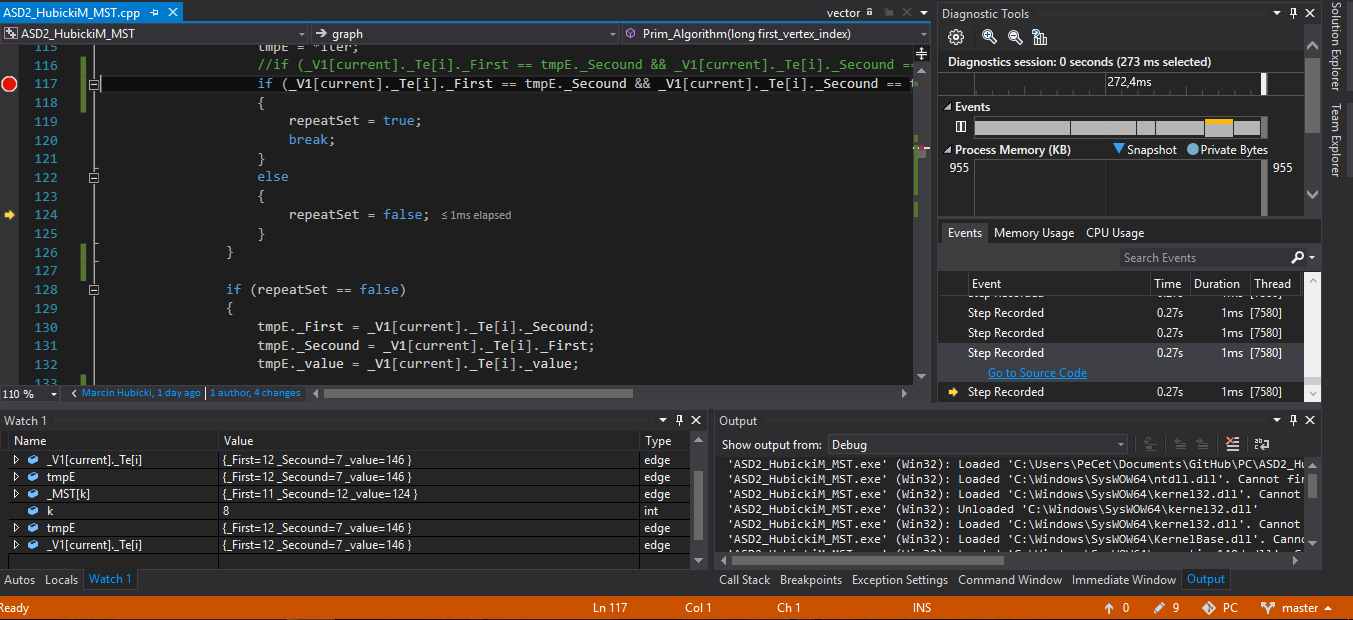 ASD2_HubickiM_MST.cpp
vector
Diagnostic Tools
ASD2_HubickiM_MST
graph
Prim_Algorithm(long first_vertex_index)
115 tmpE = *iter;
116 //if (_V1[current]._Te[i]._First == tmpE._Secound && _V1[current]._Te[i]._Secound ==
117 if (_V1[current]._Te[i]._First == tmpE._Secound && _V1[current]._Te[i]._Secound ==
118 {
119 repeatSet = true;
120 break;
121 }
122 else
123 {
124 repeatSet = false; ≤ 1ms elapsed
125 }
126 }
127
128 if (repeatSet == false)
129 {
130 tmpE._First = _V1[current]._Te[i]._Secound;
131 tmpE._Secound = _V1[current]._Te[i]._First;
132 tmpE._value = _V1[current]._Te[i]._value;
133
110 %
Marcin Hubicki, 1 day ago | 1 author, 4 changes
Diagnostics session: 0 seconds (273 ms selected)
272,4ms
Events
Process Memory (KB)
Snapshot
Private Bytes
955
955
Events Memory Usage CPU Usage
Search Events
Event Time Duration Thread
Step Recorded 0.27s 1ms [7580]
Step Recorded 0.27s 1ms [7580]
Step Recorded 0.27s 1ms [7580]
Step Recorded 0.27s 1ms [7580]
Go to Source Code
Step Recorded 0.27s 1ms [7580]
Solution Explorer
Team Explorer
Watch 1
Name Value Type
_V1[current]._Te[i] {_First=12 _Secound=7 _value=146 } edge
tmpE {_First=12 _Secound=7 _value=146 } edge
_MST[k] {_First=11 _Secound=12 _value=124 } edge
k 8 int
tmpE {_First=12 _Secound=7 _value=146 } edge
_V1[current]._Te[i] {_First=12 _Secound=7 _value=146 } edge
Autos Locals Watch 1
Output
Show output from: Debug
'ASD2_HubickiM_MST.exe' (Win32): Loaded 'C:\Users\PeCet\Documents\GitHub\PC\ASD2_Hu
'ASD2_HubickiM_MST.exe' (Win32): Loaded 'C:\Windows\SysWOW64\ntdll.dll'. Cannot fin
'ASD2_HubickiM_MST.exe' (Win32): Loaded 'C:\Windows\SysWOW64\kernel32.dll'. Cannot
'ASD2_HubickiM_MST.exe' (Win32): Unloaded 'C:\Windows\SysWOW64\kernel32.dll'
'ASD2_HubickiM_MST.exe' (Win32): Loaded 'C:\Windows\SysWOW64\kernel32.dll'. Cannot
'ASD2_HubickiM_MST.exe' (Win32): Loaded 'C:\Windows\SysWOW64\KernelBase.dll'. Canno
Call Stack Breakpoints Exception Settings Command Window Immediate Window Output
Ready Ln 117 Col 1 Ch 1 INS 0 9 PC master